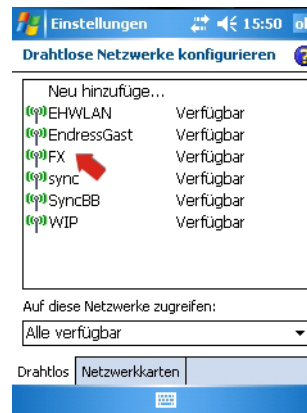 Einstellungen 15:50 ok
Drahtlose Netzwerke konfigurieren
Neu hinzufüge...
EHWLAN Verfügbar
EndressGast Verfügbar
FX Verfügbar
sync Verfügbar
SyncBB Verfügbar
WIP Verfügbar
Auf diese Netzwerke zugreifen:
Alle verfügbar
Drahtlos Netzwerkkarten